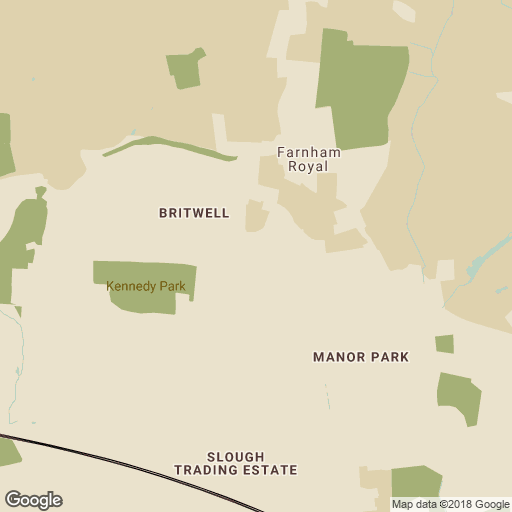 Farnham
Royal
BRITWELL
Kennedy Park
MANOR PARK
SLOUGH
TRADING ESTATE
Google
Map data ©2018 Google